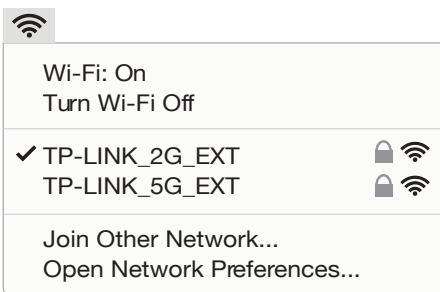 Wi-Fi: On
Turn Wi-Fi Off
TP-LINK_2G_EXT
TP-LINK_5G_EXT
Join Other Network...
Open Network Preferences...